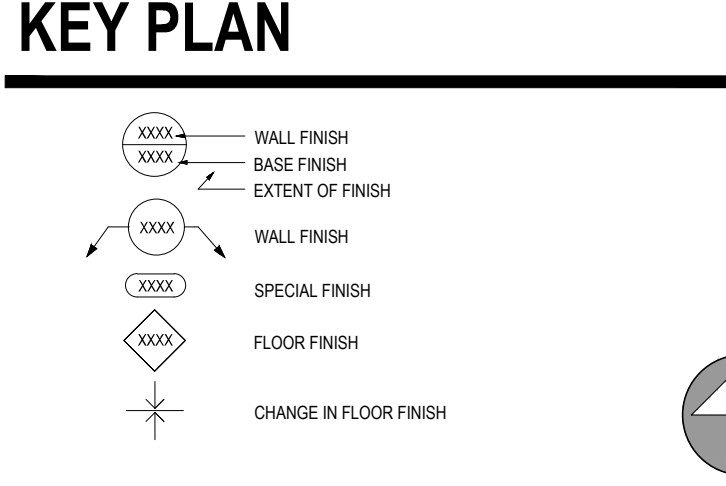 KEY PLAN
XXXX WALL FINISH
XXXX BASE FINISH
EXTENT OF FINISH
XXXX WALL FINISH
XXXX SPECIAL FINISH
XXXX FLOOR FINISH
CHANGE IN FLOOR FINISH